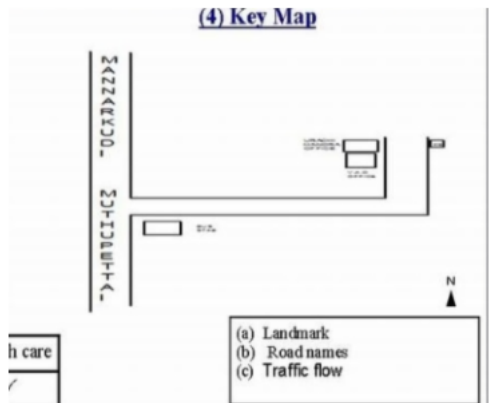 (4) Key Map
MANNARKUDI
MUTHUPETTAI
N
(a) Landmark
(b) Road names
(c) Traffic flow
h care